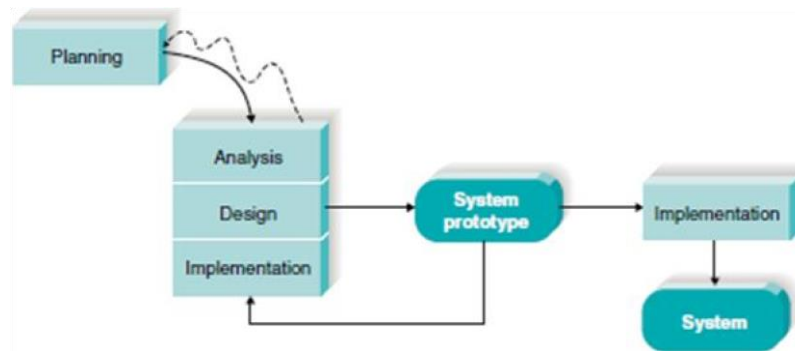 Planning
Analysis
Design
Implementation
System
prototype
Implementation
System